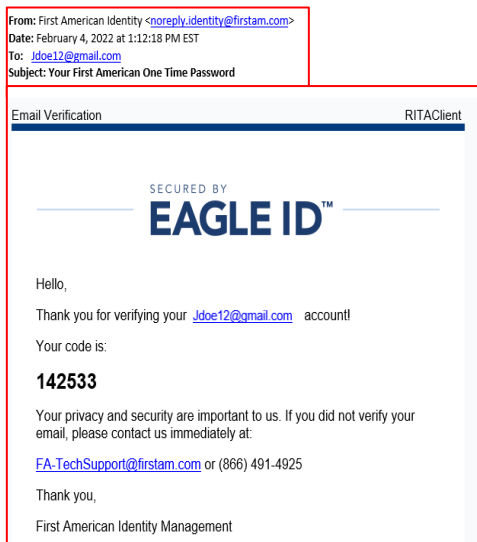 From: First American Identity <noreply.identity@firstam.com>
Date: February 4, 2022 at 1:12:18 PM EST
To: Jdoe12@gmail.com
Subject: Your First American One Time Password
Email Verification RITAClient
SECURED BY
EAGLE ID™
Hello,
Thank you for verifying your Jdoe12@gmail.com account!
Your code is:
142533
Your privacy and security are important to us. If you did not verify your
email, please contact us immediately at:
FA-TechSupport@firstam.com or (866) 491-4925
Thank you,
First American Identity Management